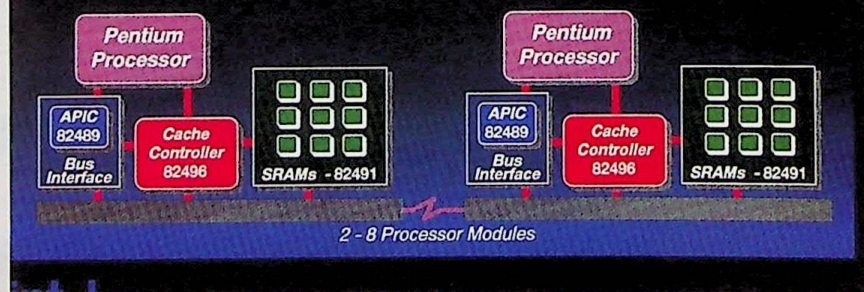 Pentium
Processor
APIC
82489
Bus
Interface
Cache
Controller
82496
SRAMs - 82491
Pentium
Processor
APIC
82489
Bus
Interface
Cache
Controller
82496
SRAMs - 82491
2 - 8 Processor Modules